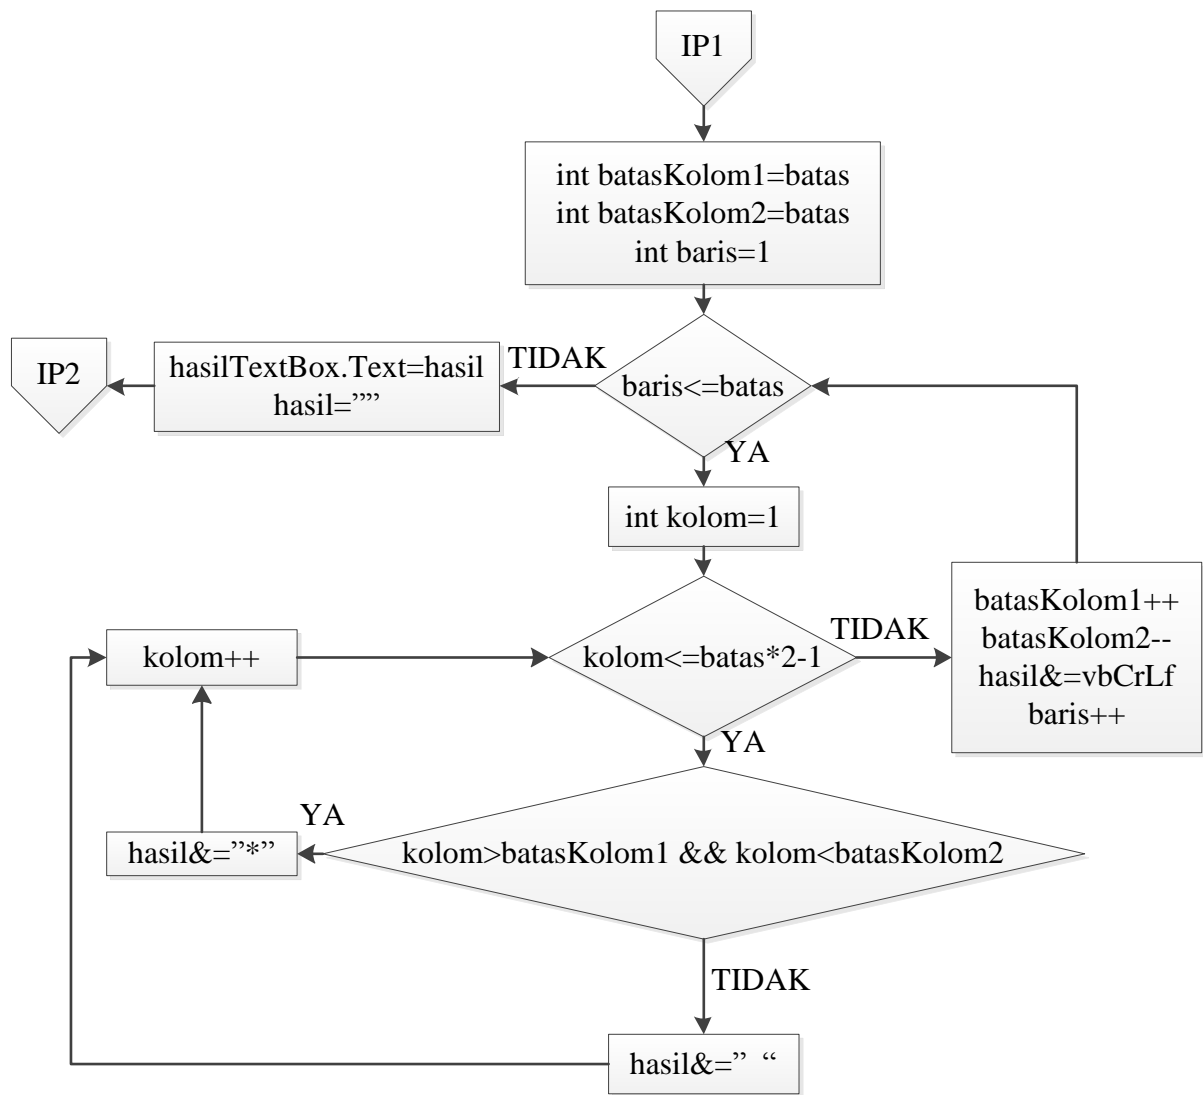 IP1
int batasKolom1=batas
int batasKolom2=batas
int baris=1
baris<=batas
TIDAK
hasilTextBox.Text=hasil
hasil=””
IP2
YA
int kolom=1
kolom<=batas*2-1
TIDAK
batasKolom1++
batasKolom2--
hasil&=vbCrLf
baris++
kolom++
YA
kolom>batasKolom1 && kolom<batasKolom2
YA
hasil&=”*”
TIDAK
hasil&=”  “